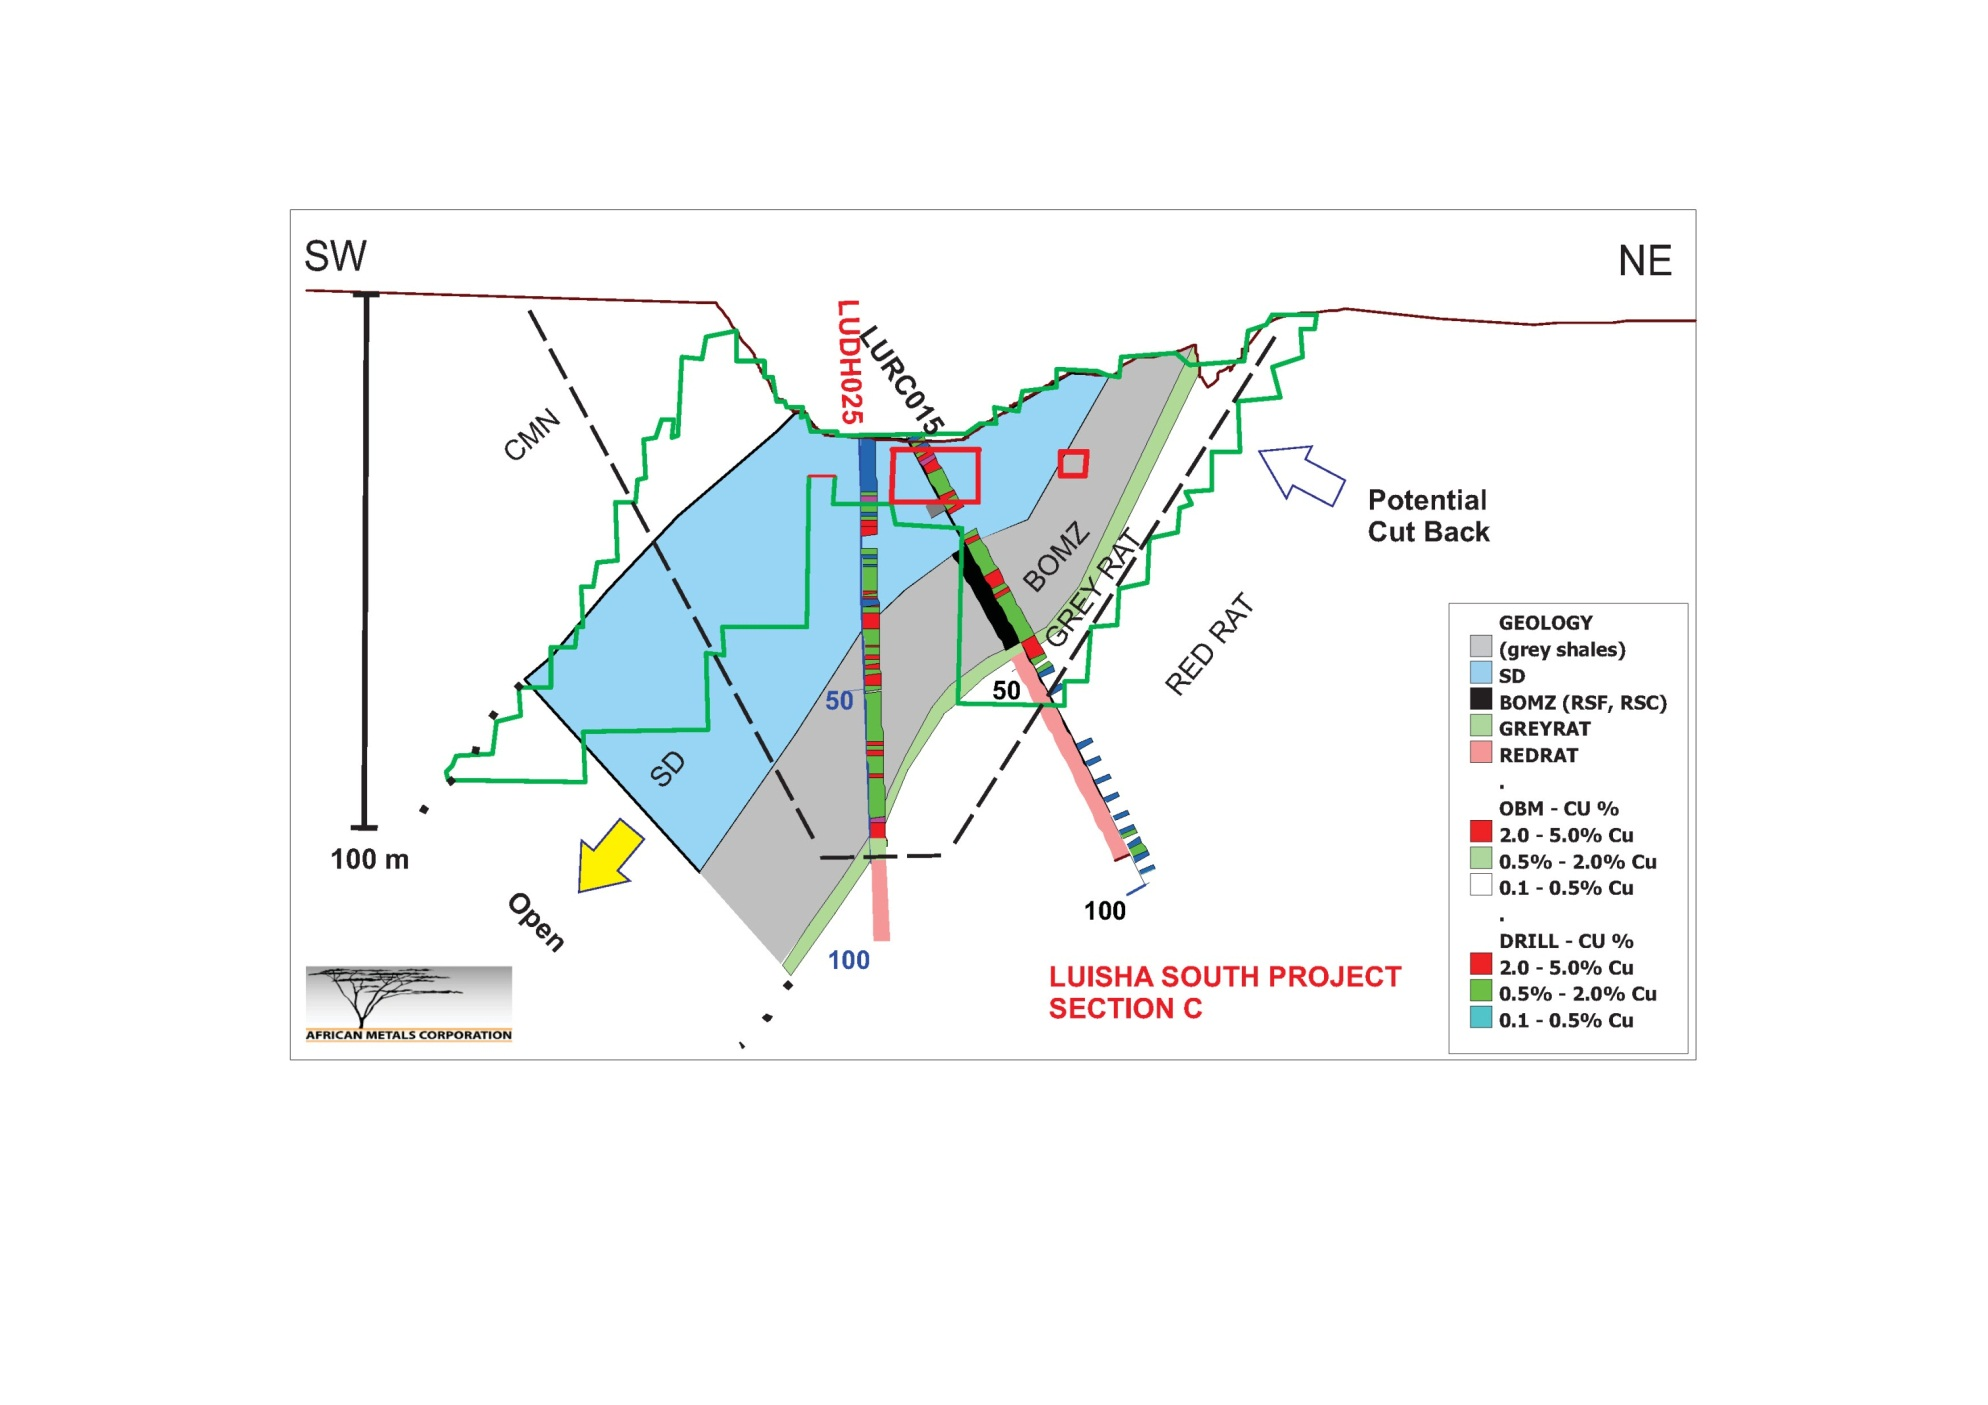 SW
NE
LUDH025
LURC015
CMN
Potential
Cut Back
BOMZ
GREY RAT
RED RAT
50
50
SD
100 m
Open
100
100
LUISHA SOUTH PROJECT
SECTION C
AFRICAN METALS CORPORATION
GEOLOGY
(grey shales)
SD
BOMZ (RSF, RSC)
GREYRAT
REDRAT
.
OBM - CU %
2.0 - 5.0% Cu
0.5% - 2.0% Cu
0.1 - 0.5% Cu
.
DRILL - CU %
2.0 - 5.0% Cu
0.5% - 2.0% Cu
0.1 - 0.5% Cu